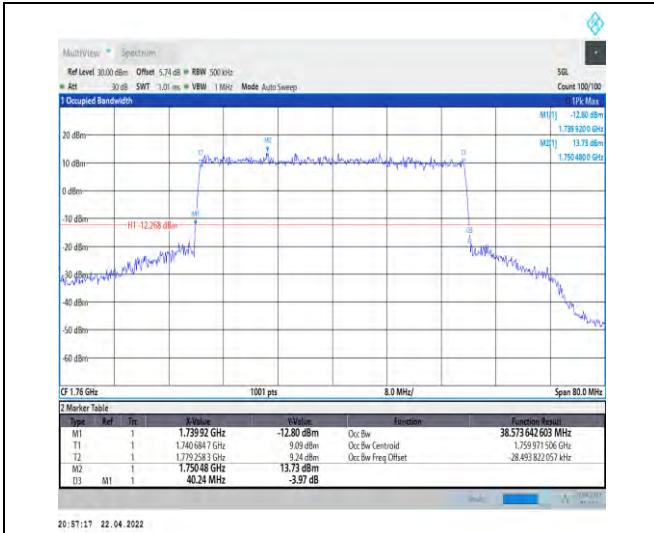 MultiView Spectrum
Ref Level 30.00 dBm Offset 5.74 dB RBW 500 kHz SGL
Att 30 dB SWT 1.01 ms VBW 1 MHz Mode Auto Sweep Count 100/100
1 Occupied Bandwidth 1Pk Max
M1[1] -12.80 dBm
1.739 920 0 GHz
M2[1] 13.73 dBm
1.750 480 0 GHz
20 dBm
M2
T1
T2
10 dBm
0 dBm
-10 dBm
M1
H1 -12.268 dBm
D3
-20 dBm
-30 dBm
-40 dBm
-50 dBm
-60 dBm
CF 1.76 GHz 1001 pts 8.0 MHz/ Span 80.0 MHz
2 Marker Table
Type Ref Trc X-Value Y-Value Function Function Result
M1 1 1.739 92 GHz -12.80 dBm Occ Bw 38.573 642 603 MHz
T1 1 1.740 684 7 GHz 9.09 dBm Occ Bw Centroid 1.759 971 506 GHz
T2 1 1.779 258 3 GHz 9.24 dBm Occ Bw Freq Offset -28.493 822 057 kHz
M2 1 1.750 48 GHz 13.73 dBm
D3 M1 1 40.24 MHz -3.97 dB
20:57:17 22.04.2022